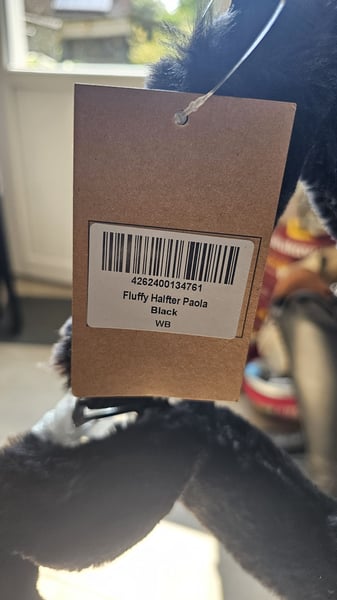 4262400134761
Fluffy Halfter Paola
Black
WB